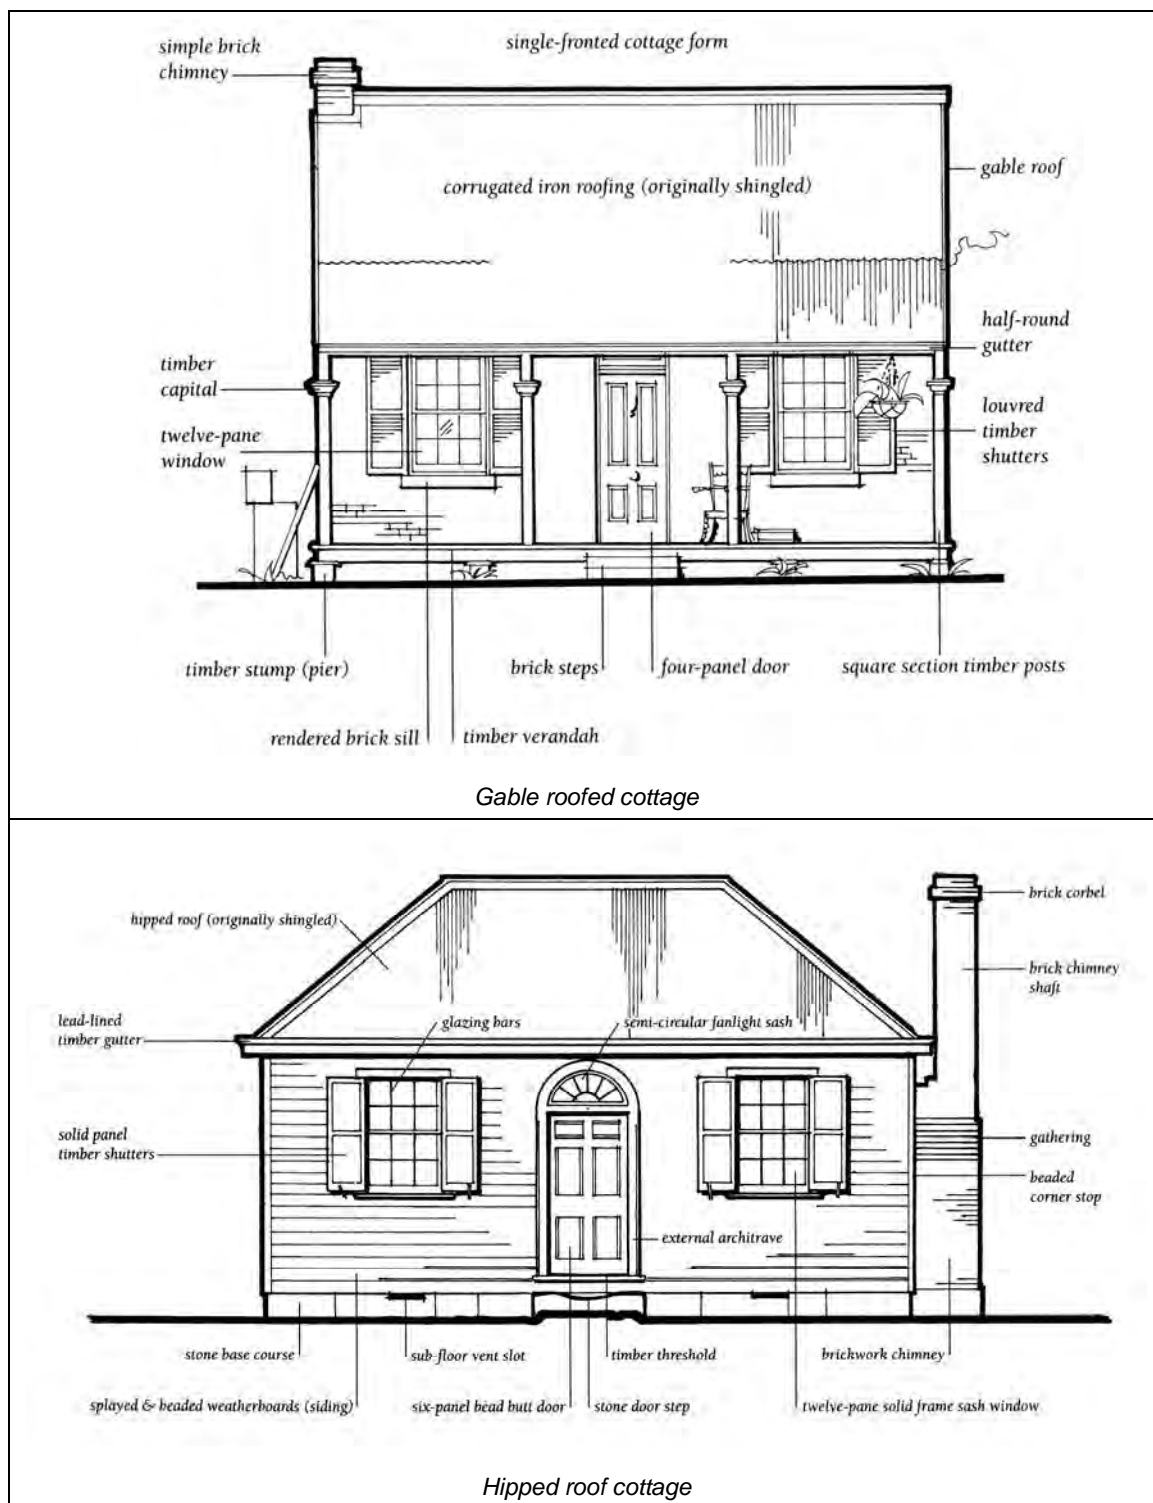 simple brick
chimney
single-fronted cottage form
corrugated iron roofing (originally shingled)
gable roof
half-round
gutter
timber
capital
louvred
timber
shutters
twelve-pane
window
timber stump (pier)
brick steps
four-panel door
square section timber posts
rendered brick sill
timber verandah
Gable roofed cottage
brick corbel
hipped roof (originally shingled)
brick chimney
shaft
lead-lined
timber gutter
glazing bars
semi-circular fanlight sash
solid panel
timber shutters
gathering
beaded
corner stop
external architrave
stone base course
sub-floor vent slot
timber threshold
brickwork chimney
splayed & beaded weatherboards (siding)
six-panel bead butt door
stone door step
twelve-pane solid frame sash window
Hipped roof cottage